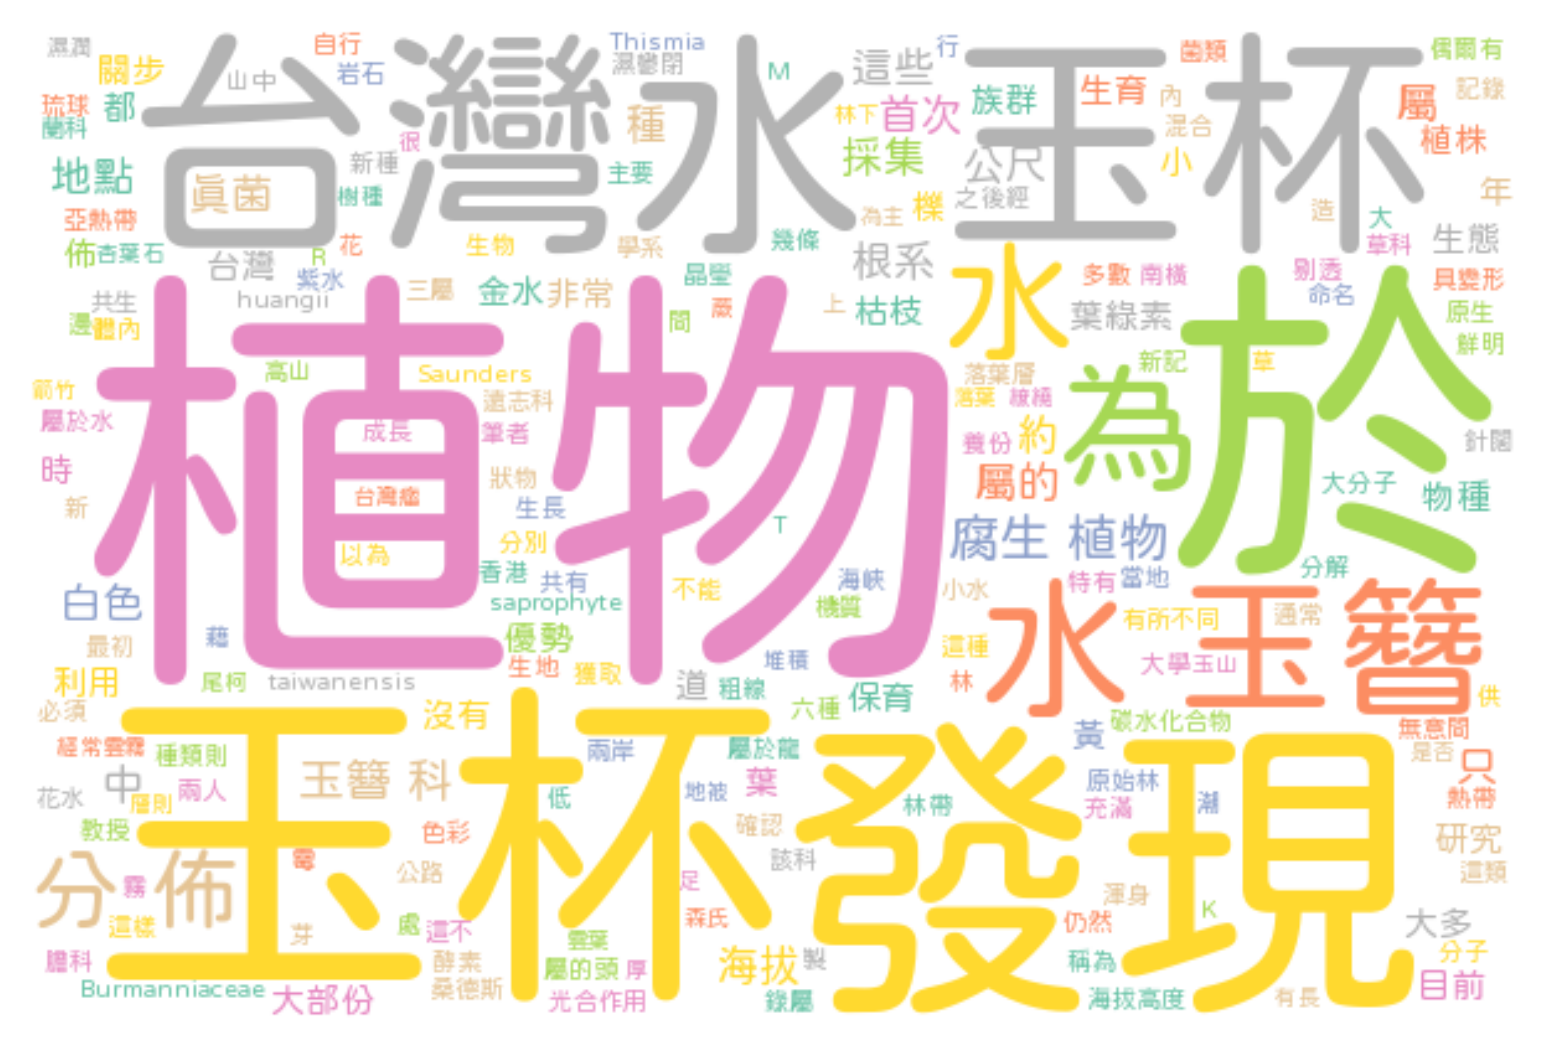 濕潤
自行
Thismia
行
菌類
偶爾有
闊步
山中
岩石
濕鬱閉
M
這些
生育
內
屬
記錄
台灣水玉杯
琉球
都
很
種
林下
首次
族群
混合
植株
蘭科
新種
主要
採集
公尺
小
地點
眞菌
樹種
之後經
年
亞熱帶
為主
櫟
造
大
佈
杏葉石
R
花
生物
學系
幾條
草科
生態
台灣
紫水
三屬
金水
非常
晶瑩
根系
水
多數
南橫
剔透
命名
具變形
共生
huangii
間
蕨
上
枯枝
葉綠素
原生
邊
體內
植物
於
高山
Saunders
落葉層
新記
草
鮮明
箭竹
遠志科
落葉
繚繞
為
屬於水
成長
筆者
養份
約
針闊
時
台灣瘤
狀物
屬的
大分子
物種
新
生長
T
以為
分別
腐生 植物
香港
共有
海峽
特有
當地
分解
白色
saprophyte
不能
機質
小水
水玉簪
有所不同
通常
最初
藉
優勢
這種
利用
尾柯
taiwanensis
生地
獲取
堆積
道
粗線
保育
林
大學玉山
供
必須
沒有
六種
碳水化合物
無意間
玉杯發現
經常雲霧
種類則
兩岸
屬於龍
黃
是否
中
玉簪 科
葉
原始林
只
花水
層則
兩人
低
地被
林帶
充滿
潮
熱帶
教授
色彩
確認
研究
分佈
霧
公路
該科
這類
足
渾身
這樣
芽
處
這不
森氏
仍然
K
大多
膽科
酵素
雲葉
屬的頭
厚
海拔
製
稱為
分子
Burmanniaceae
大部份
桑德斯
光合作用
錄屬
海拔高度
有長
目前